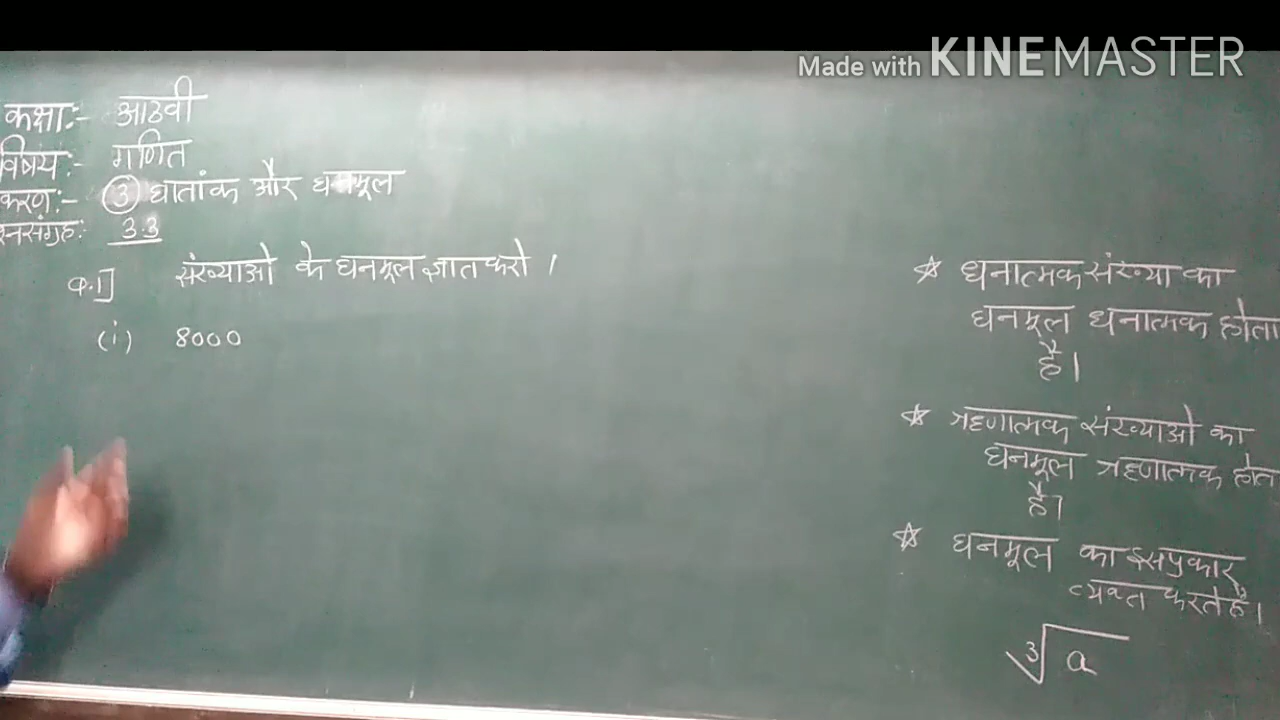 Made with KINEMASTER
कक्षा:- आठवी
विषय:- गणित
करण:- ③ घातांक और घनमूल
नसंग्रह: 3.3
Q.1] संख्याओ के घनमूल ज्ञात करो ।
(i) 8000
☆ धनात्मक संख्या का
घनमूल धनात्मक होता
है।
☆ ऋणात्मक संख्याओ का
घनमूल ऋणात्मक होत
है।
☆ घनमूल का इसप्रकार
व्यक्त करते है।
∛a